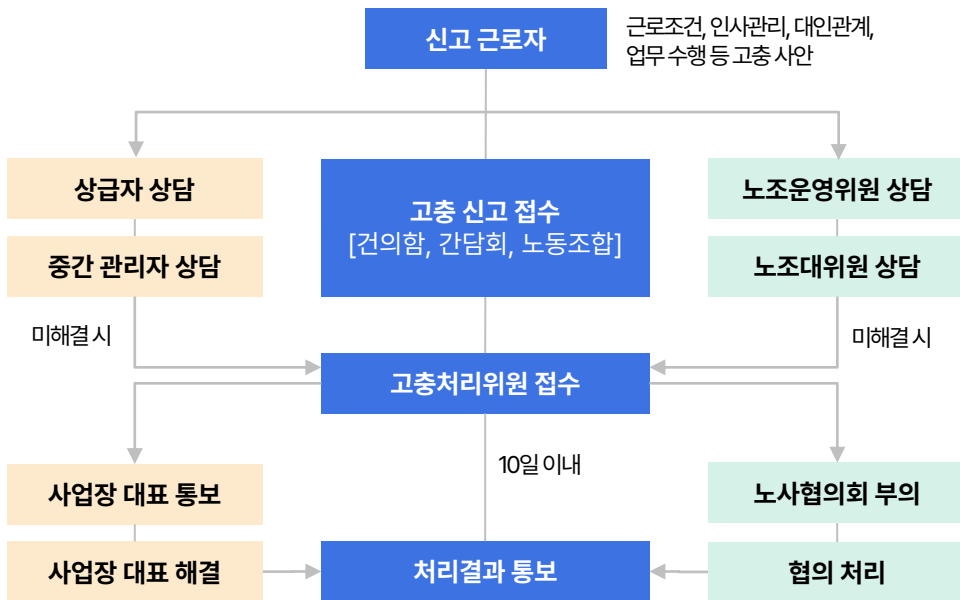 신고 근로자
근로조건, 인사관리, 대인관계,
업무 수행 등 고충 사안
상급자 상담
고충 신고 접수
[건의함, 간담회, 노동조합]
노조운영위원 상담
중간 관리자 상담
노조대위원 상담
미해결 시
미해결 시
고충처리위원 접수
10일 이내
사업장 대표 통보
노사협의회 부의
사업장 대표 해결
처리결과 통보
협의 처리